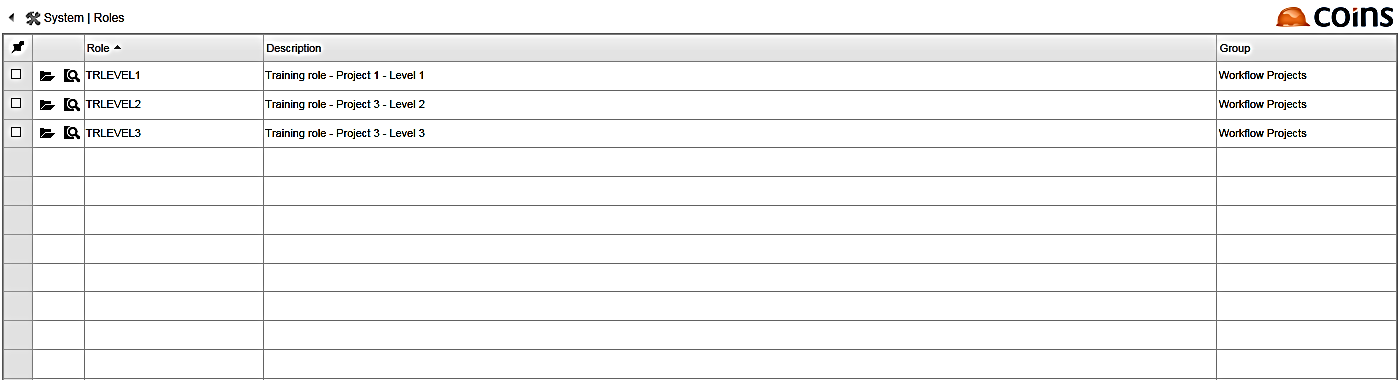 System | Roles
coins
Role Description Group
TRLEVEL1 Training role - Project 1 - Level 1 Workflow Projects
TRLEVEL2 Training role - Project 3 - Level 2 Workflow Projects
TRLEVEL3 Training role - Project 3 - Level 3 Workflow Projects